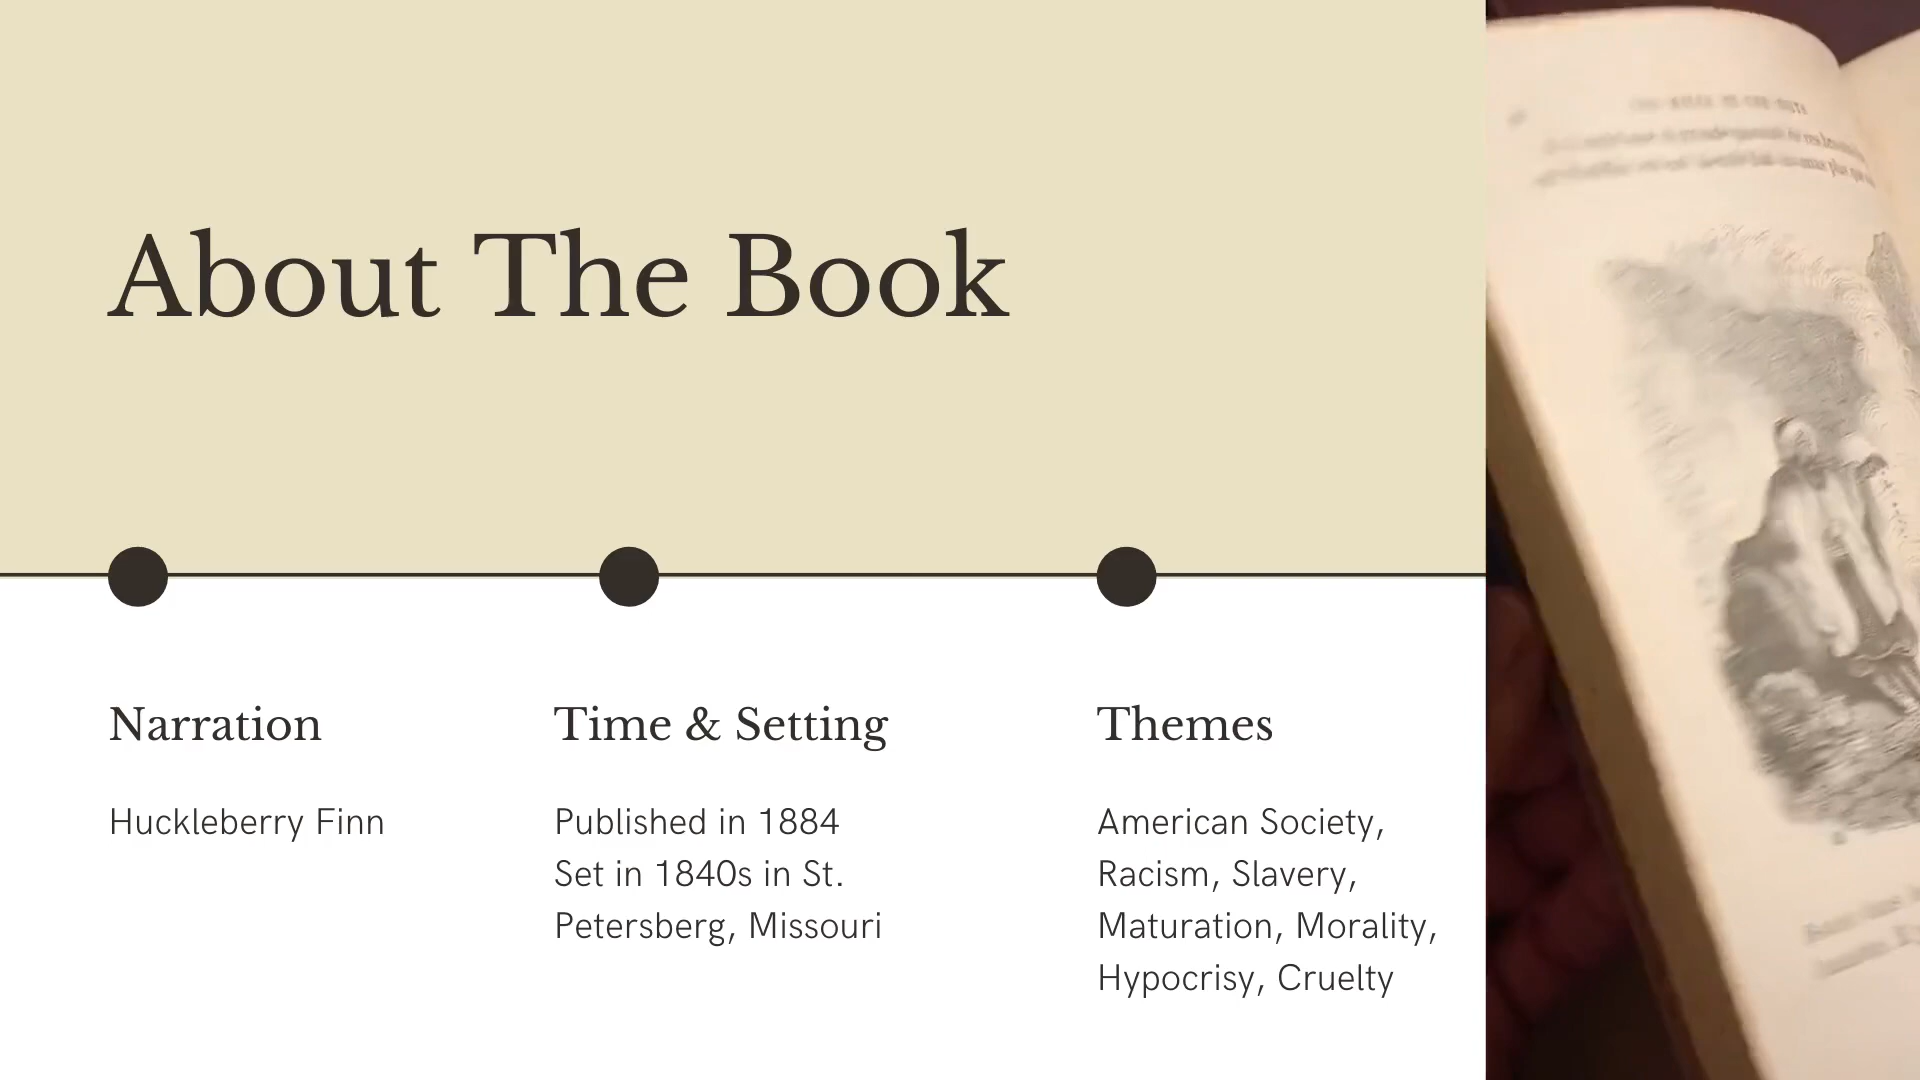 About The Book
Narration
Huckleberry Finn
Time & Setting
Published in 1884
Set in 1840s in St.
Petersberg, Missouri
Themes
American Society,
Racism, Slavery,
Maturation, Morality,
Hypocrisy, Cruelty